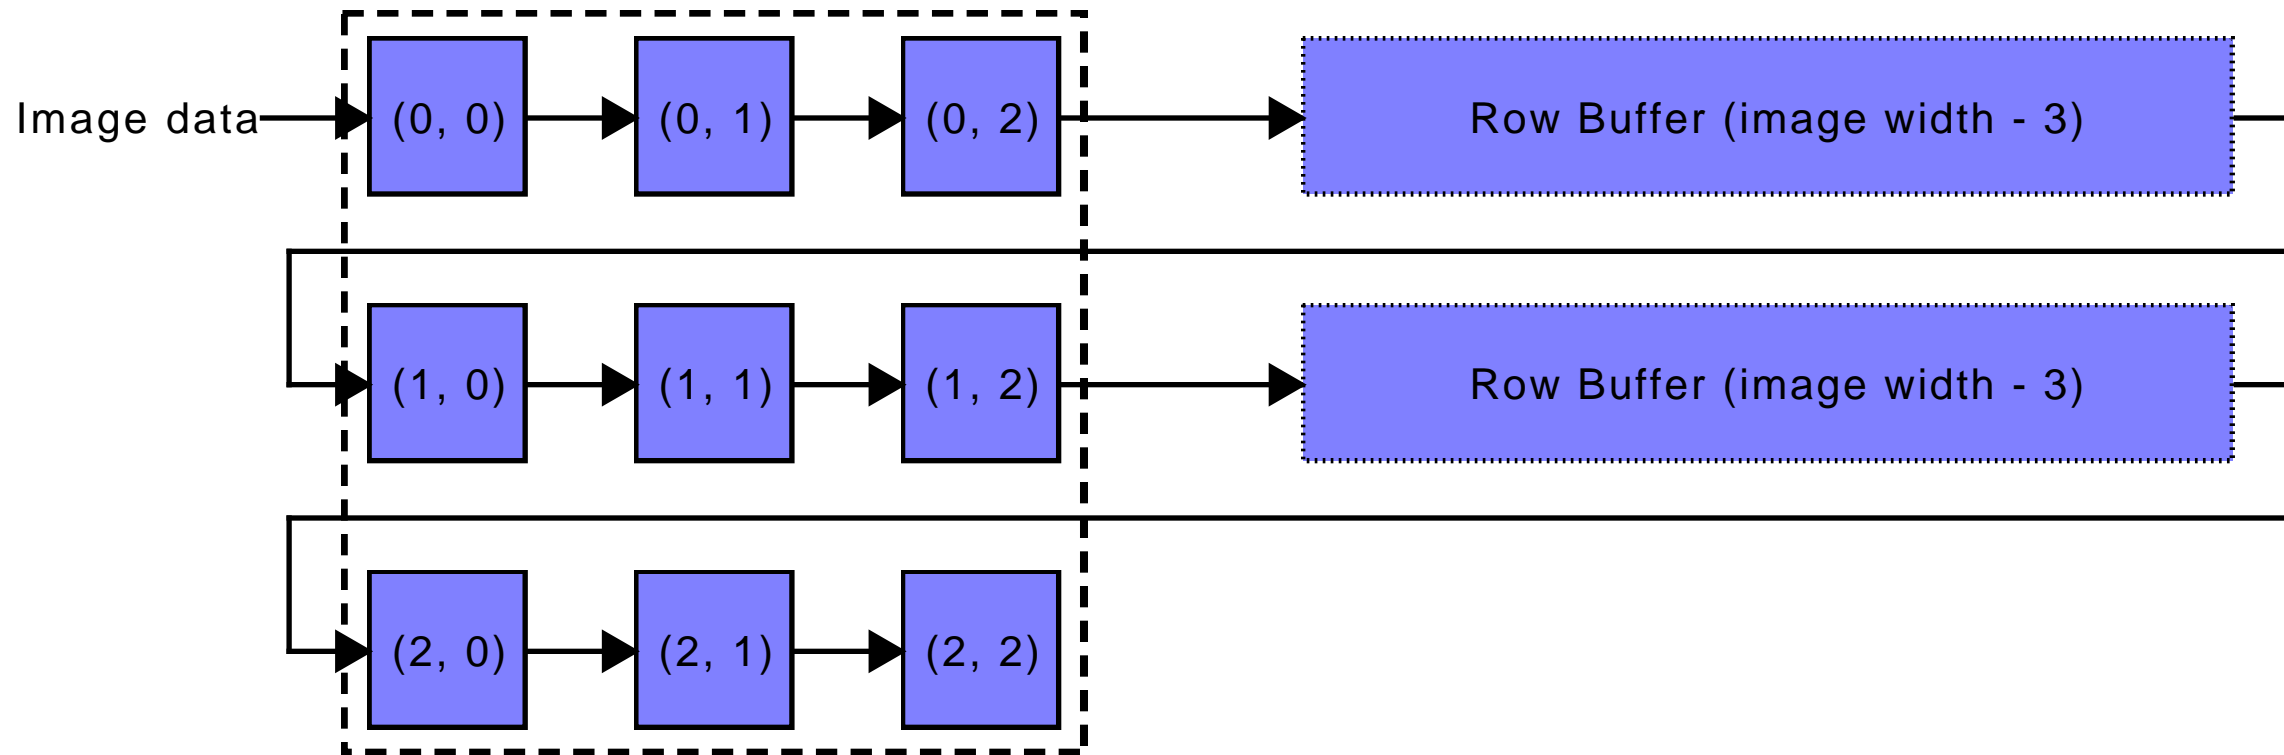 Image data (0, 0) (0, 1) (0, 2) Row Buffer (image width - 3)
(1, 0) (1, 1) (1, 2) Row Buffer (image width - 3)
(2, 0) (2, 1) (2, 2)